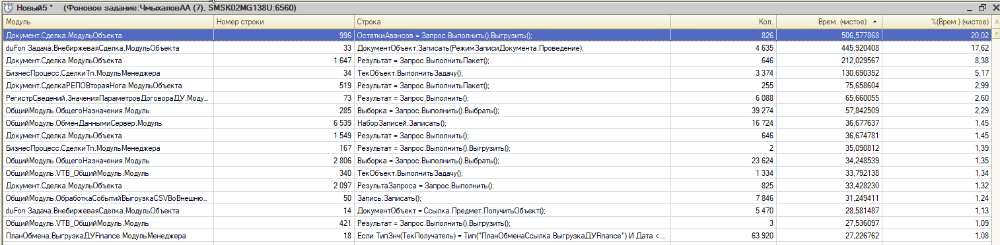 Новый5 * (Фоновое задание:ЧмыхаловАА (7), SMSK02MG138U:6560)
Модуль Номер строки Строка Кол. Врем. (чистое) %(Врем.) (чистое)
Документ.Сделка.МодульОбъекта 996 ОстаткиАвансов = Запрос.Выполнить().Выгрузить(); 826 506,577868 20,02
duFon Задача.ВнебиржеваяСделка.МодульОбъекта 33 ДокументОбъект.Записать(РежимЗаписиДокумента.Проведение); 4 635 445,920408 17,62
Документ.Сделка.МодульОбъекта 1 647 Результат = Запрос.ВыполнитьПакет(); 646 212,029567 8,38
БизнесПроцесс.СделкиТп.МодульМенеджера 34 ТекОбъект.ВыполнитьЗадачу(); 3 374 130,690352 5,17
Документ.СделкаРЕПОВтораяНога.МодульОбъекта 519 Результат = Запрос.ВыполнитьПакет(); 255 75,658604 2,99
РегистрСведений.ЗначенияПараметровДоговораДУ.Моду... 73 Результат = Запрос.Выполнить(); 6 088 65,660055 2,60
ОбщийМодуль.ОбщегоНазначения.Модуль 285 Выборка = Запрос.Выполнить().Выбрать(); 39 274 57,842509 2,29
ОбщийМодуль.ОбменДаннымиСервер.Модуль 6 539 НаборЗаписей.Записать(); 16 724 36,677637 1,45
Документ.Сделка.МодульОбъекта 1 549 Результат = Запрос.Выполнить(); 646 36,674781 1,45
БизнесПроцесс.СделкиТп.МодульМенеджера 167 Результат = Запрос.Выполнить().Выгрузить(); 2 35,090812 1,39
ОбщийМодуль.ОбщегоНазначения.Модуль 2 806 Выборка = Запрос.Выполнить().Выбрать(); 23 624 34,248539 1,35
ОбщийМодуль.VTB_ОбщийМодуль.Модуль 340 ТекОбъект.ВыполнитьЗадачу(); 1 334 33,792138 1,34
Документ.Сделка.МодульОбъекта 2 097 РезультаЗапроса = Запрос.Выполнить(); 825 33,428230 1,32
ОбщийМодуль.ОбработкаСобытийВыгрузкаCSVВоВнешню... 50 Запись.Записать(); 7 846 31,249411 1,24
duFon Задача.ВнебиржеваяСделка.МодульОбъекта 14 ДокументОбъект = Ссылка.Предмет.ПолучитьОбъект(); 5 470 28,581487 1,13
ОбщийМодуль.VTB_ОбщийМодуль.Модуль 421 Результат = Запрос.Выполнить().Выгрузить(); 3 27,536097 1,09
ПланОбмена.ВыгрузкаДУFinance.МодульМенеджера 18 Если ТипЗнч(ТекПолучатель) = Тип("ПланОбменаСсылка.ВыгрузкаДУFinance") И Дата < ... 63 920 27,226762 1,08